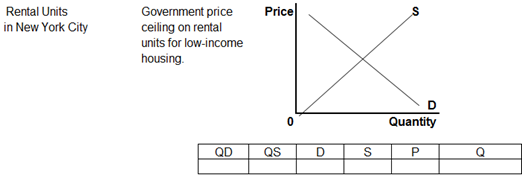 Rental Units
in New York City
Government price
ceiling on rental
units for low-income
housing.
Price
S
D
0
Quantity
QD QS D S P Q